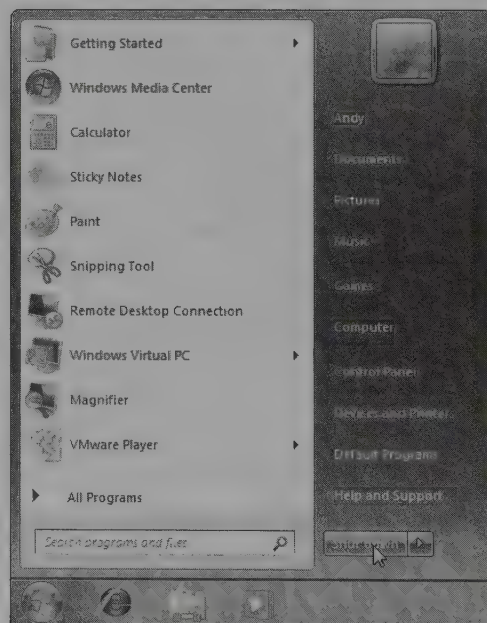 Getting Started
Windows Media Center
Calculator
Sticky Notes
Paint
Snipping Tool
Remote Desktop Connection
Windows Virtual PC
Magnifier
VMware Player
All Programs
Search programs and files
Andy
Documents
Pictures
Music
Games
Computer
Control Panel
Devices and Printers
Default Programs
Help and Support